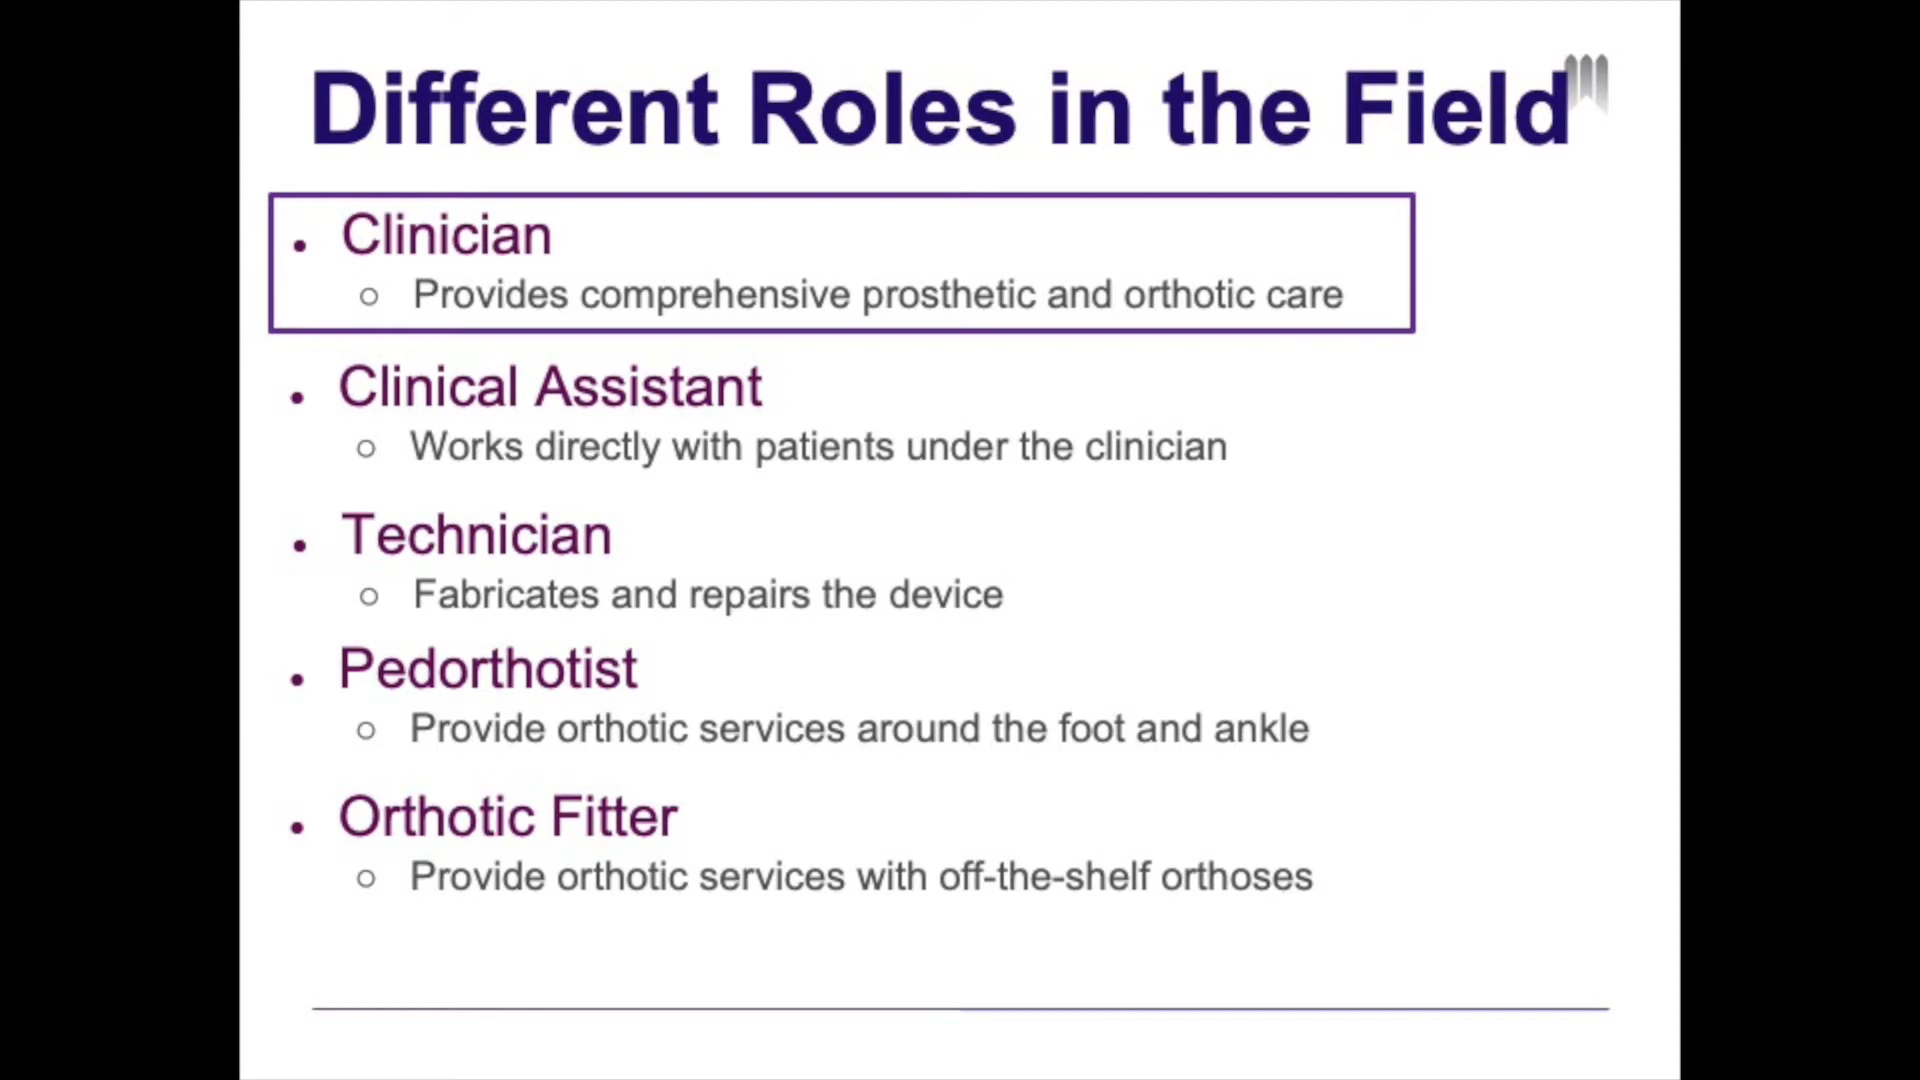 Different Roles in the Field
• Clinician
○ Provides comprehensive prosthetic and orthotic care
• Clinical Assistant
○ Works directly with patients under the clinician
• Technician
○ Fabricates and repairs the device
• Pedorthotist
○ Provide orthotic services around the foot and ankle
• Orthotic Fitter
○ Provide orthotic services with off-the-shelf orthoses